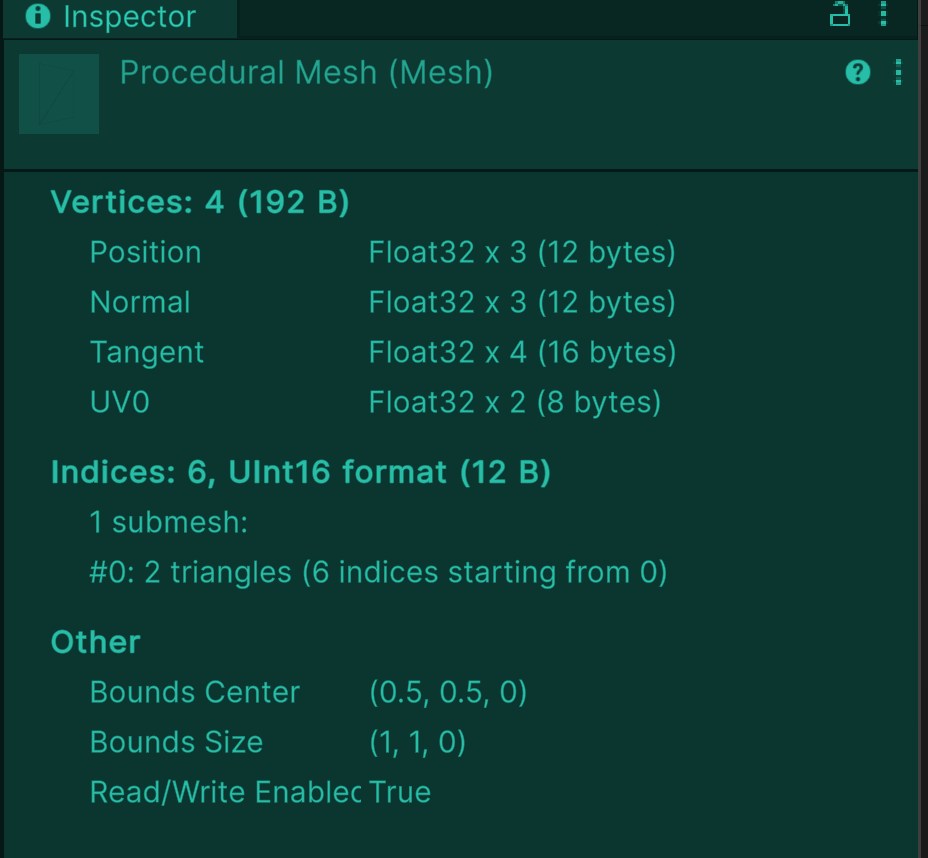 Inspector
Procedural Mesh (Mesh)
Vertices: 4 (192 B)
Position Float32 x 3 (12 bytes)
Normal Float32 x 3 (12 bytes)
Tangent Float32 x 4 (16 bytes)
UV0 Float32 x 2 (8 bytes)
Indices: 6, UInt16 format (12 B)
1 submesh:
#0: 2 triangles (6 indices starting from 0)
Other
Bounds Center (0.5, 0.5, 0)
Bounds Size (1, 1, 0)
Read/Write Enablec True